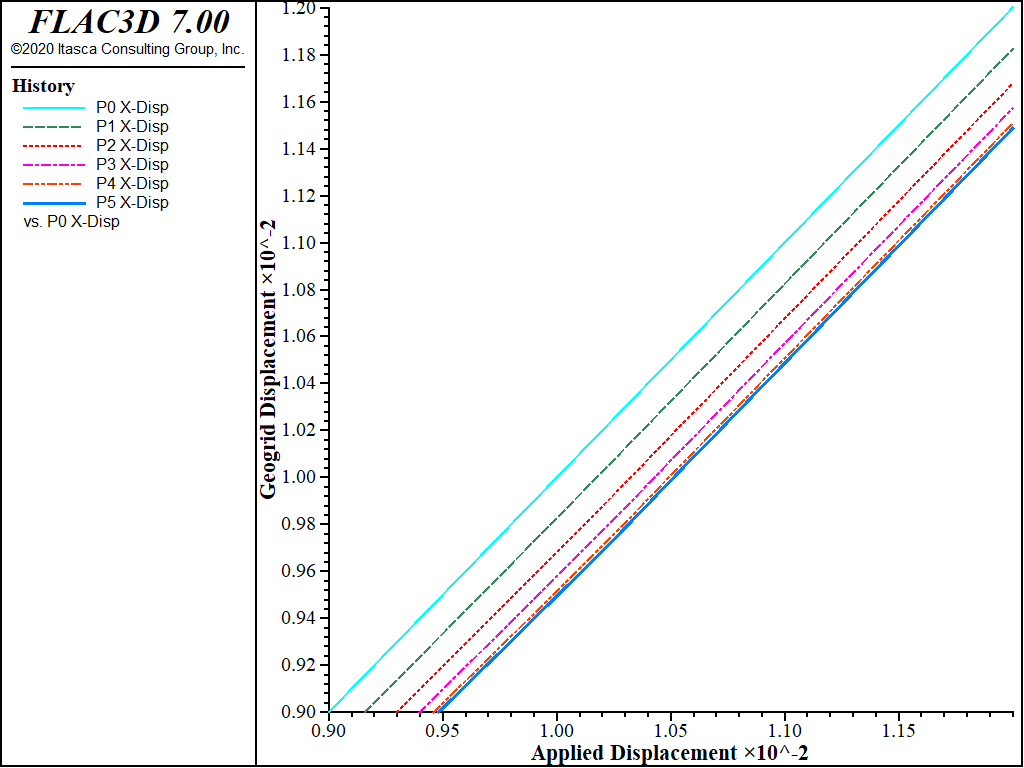 FLAC3D 7.00
©2020 Itasca Consulting Group, Inc.
History
P0 X-Disp
P1 X-Disp
P2 X-Disp
P3 X-Disp
P4 X-Disp
P5 X-Disp
vs. P0 X-Disp
Geogrid Displacement ×10^-2
1.20
1.18
1.16
1.14
1.12
1.10
1.08
1.06
1.04
1.02
1.00
0.98
0.96
0.94
0.92
0.90
0.90 0.95 1.00 1.05 1.10 1.15
Applied Displacement ×10^-2